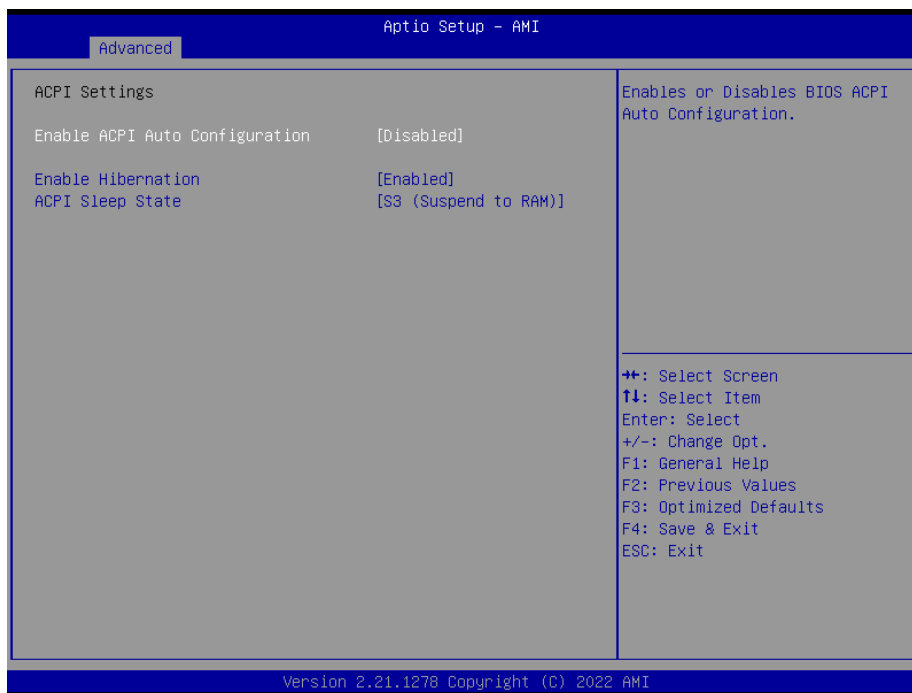 Aptio Setup – AMI
Advanced
ACPI Settings
Enable ACPI Auto Configuration [Disabled]
Enable Hibernation [Enabled]
ACPI Sleep State [S3 (Suspend to RAM)]
Enables or Disables BIOS ACPI
Auto Configuration.
→←: Select Screen
↑↓: Select Item
Enter: Select
+/-: Change Opt.
F1: General Help
F2: Previous Values
F3: Optimized Defaults
F4: Save & Exit
ESC: Exit
Version 2.21.1278 Copyright (C) 2022 AMI